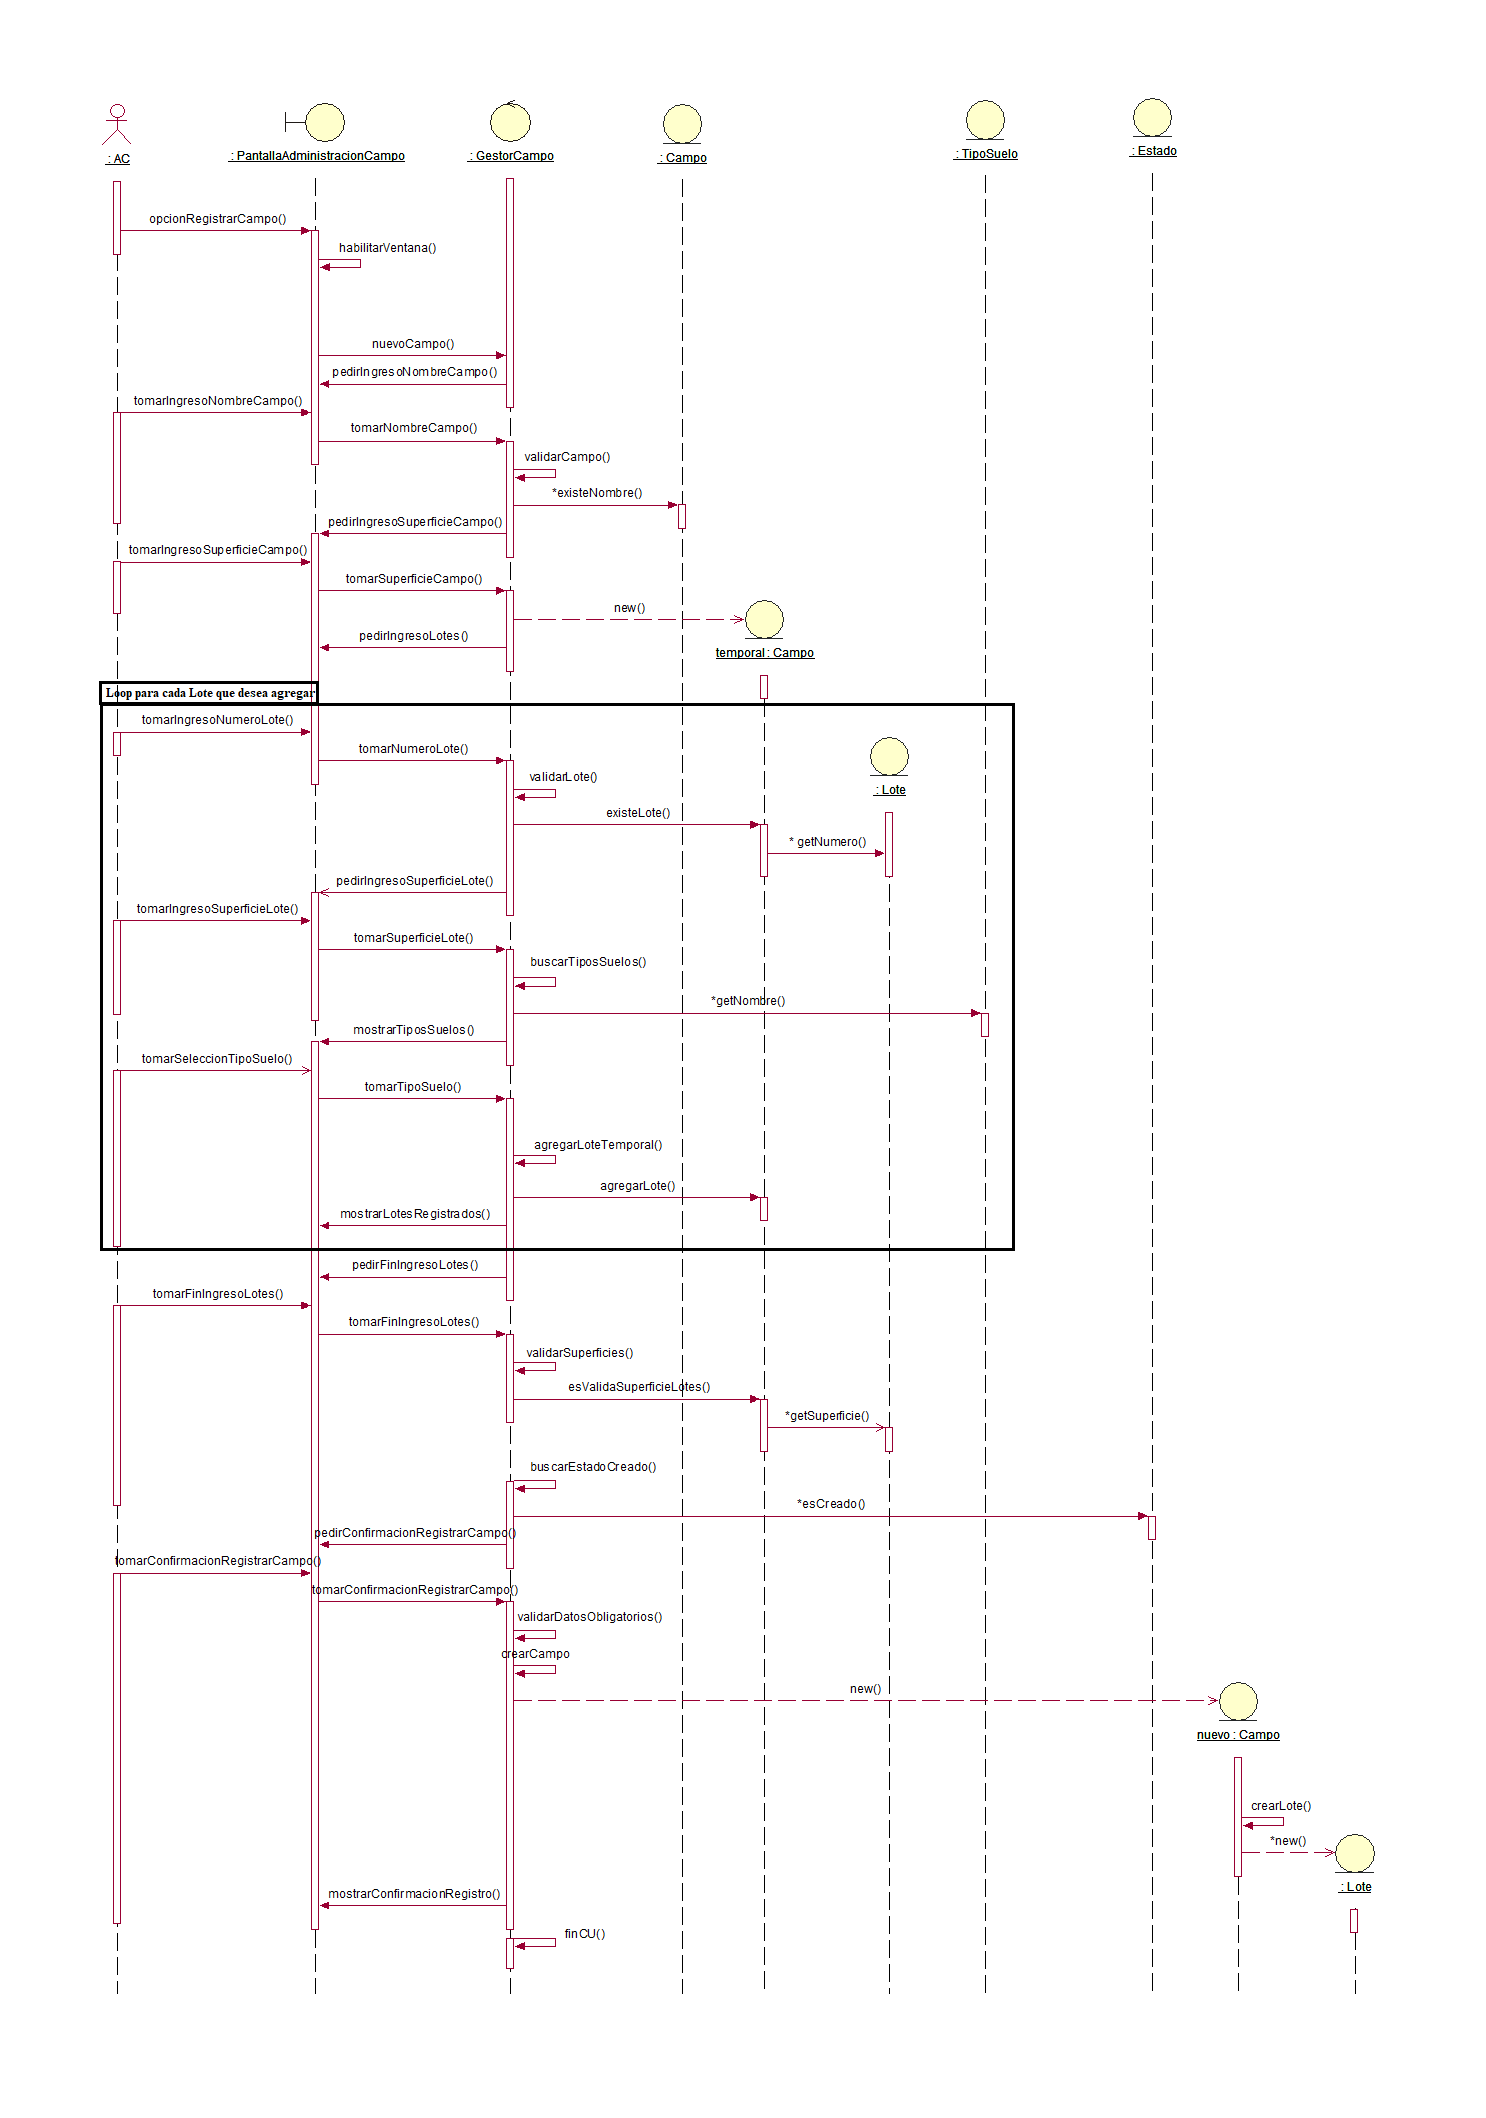 : AC
: PantallaAdministracionCampo
: GestorCampo
: Campo
: TipoSuelo
: Estado
opcionRegistrarCampo()
habilitarVentana()
nuevoCampo()
pedirIngresoNombreCampo()
tomarIngresoNombreCampo()
tomarNombreCampo()
validarCampo()
*existeNombre()
pedirIngresoSuperficieCampo()
tomarIngresoSuperficieCampo()
tomarSuperficieCampo()
new()
pedirIngresoLotes()
temporal : Campo
Loop para cada Lote que desea agregar
tomarIngresoNumeroLote()
tomarNumeroLote()
validarLote()
: Lote
existeLote()
* getNumero()
pedirIngresoSuperficieLote()
tomarIngresoSuperficieLote()
tomarSuperficieLote()
buscarTiposSuelos()
*getNombre()
mostrarTiposSuelos()
tomarSeleccionTipoSuelo()
tomarTipoSuelo()
agregarLoteTemporal()
agregarLote()
mostrarLotesRegistrados()
pedirFinIngresoLotes()
tomarFinIngresoLotes()
tomarFinIngresoLotes()
validarSuperficies()
esValidaSuperficieLotes()
*getSuperficie()
buscarEstadoCreado()
*esCreado()
pedirConfirmacionRegistrarCampo()
tomarConfirmacionRegistrarCampo()
tomarConfirmacionRegistrarCampo()
validarDatosObligatorios()
crearCampo
new()
nuevo : Campo
crearLote()
*new()
: Lote
mostrarConfirmacionRegistro()
finCU()